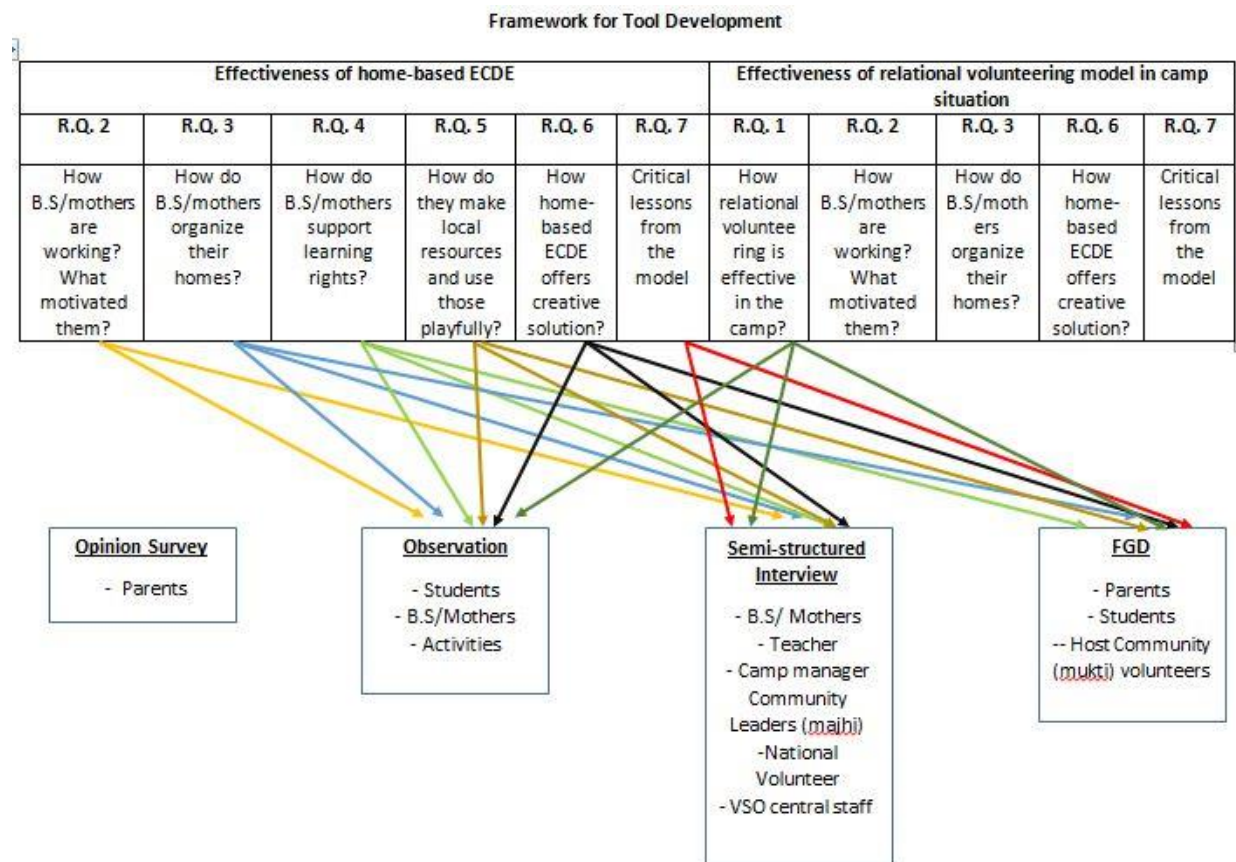 Framework for Tool Development
Effectiveness of home-based ECDE
Effectiveness of relational volunteering model in camp
situation
R.Q. 2
R.Q. 3
R.Q. 4
R.Q. 5
R.Q. 6
R.Q. 7
R.Q. 1
R.Q. 2
R.Q. 3
R.Q. 6
R.Q. 7
How
B.S/mothers
are
working?
What
motivated
them?
How do
B.S/mothers
organize
their
homes?
How do
B.S/mothers
support
learning
rights?
How do
they make
local
resources
and use
those
playfully?
How
home-
based
ECDE
offers
creative
solution?
Critical
lessons
from
the
model
How
relational
voluntee
ring is
effective
in the
camp?
How
B.S/mothers
are
working?
What
motivated
them?
How do
B.S/moth
ers
organize
their
homes?
How
home-
based
ECDE
offers
creative
solution?
Critical
lessons
from
the
model
Opinion Survey
- Parents
Observation
- Students
- B.S/Mothers
- Activities
Semi-structured
Interview
- B.S/ Mothers
- Teacher
- Camp manager
Community
Leaders (majhi)
-National
Volunteer
- VSO central staff
FGD
- Parents
- Students
-- Host Community
(mukti) volunteers